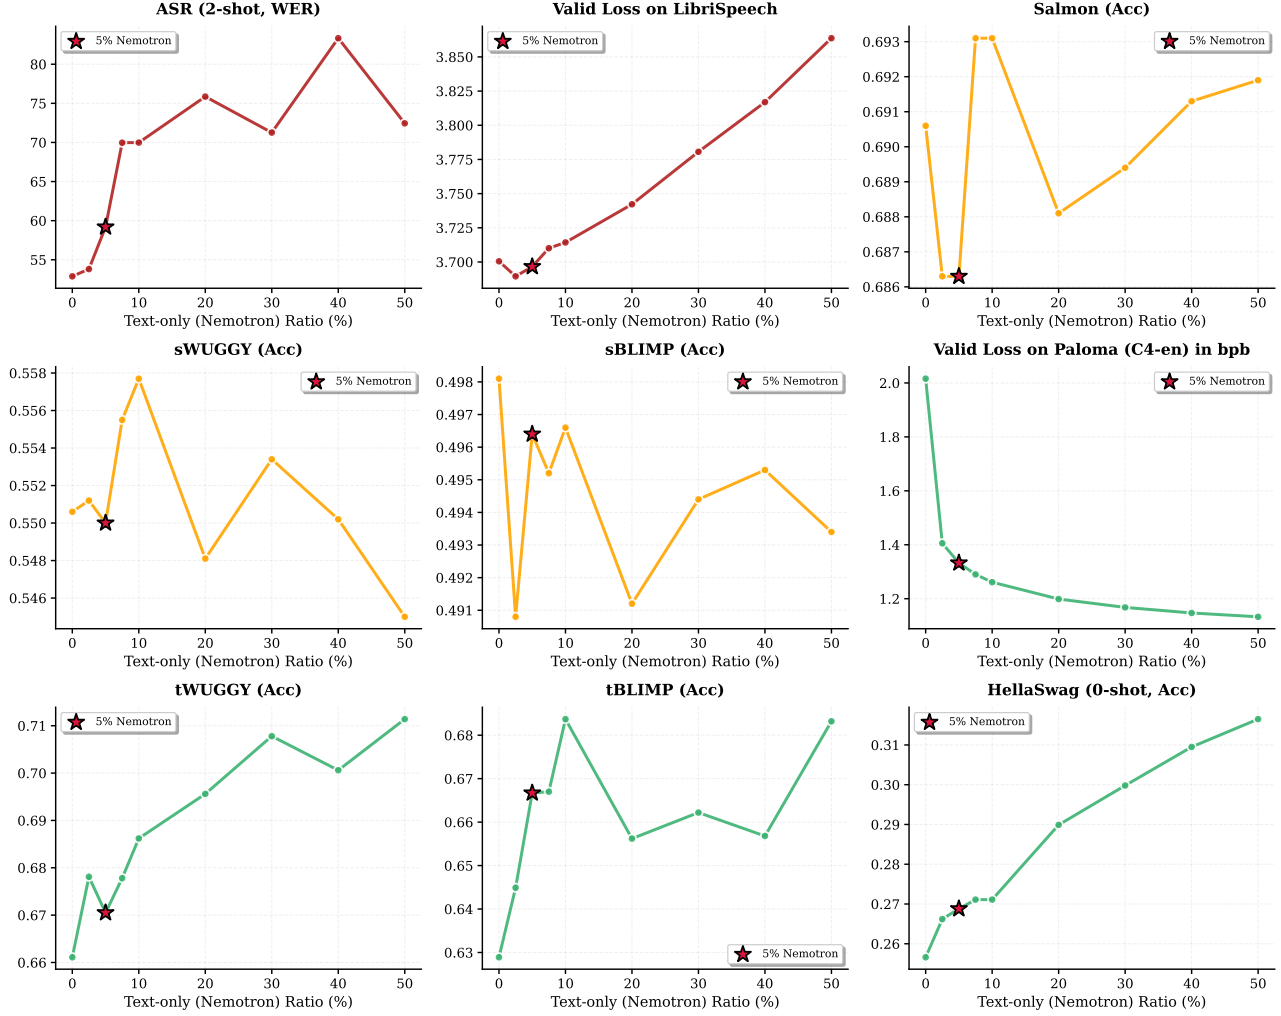 ASR (2-shot, WER)
5% Nemotron
80
75
70
65
60
55
0 10 20 30 40 50
Text-only (Nemotron) Ratio (%)
Valid Loss on LibriSpeech
5% Nemotron
3.850
3.825
3.800
3.775
3.750
3.725
3.700
0 10 20 30 40 50
Text-only (Nemotron) Ratio (%)
Salmon (Acc)
5% Nemotron
0.693
0.692
0.691
0.690
0.689
0.688
0.687
0.686
0 10 20 30 40 50
Text-only (Nemotron) Ratio (%)
sWUGGY (Acc)
5% Nemotron
0.558
0.556
0.554
0.552
0.550
0.548
0.546
0 10 20 30 40 50
Text-only (Nemotron) Ratio (%)
sBLIMP (Acc)
5% Nemotron
0.498
0.497
0.496
0.495
0.494
0.493
0.492
0.491
0 10 20 30 40 50
Text-only (Nemotron) Ratio (%)
Valid Loss on Paloma (C4-en) in bpb
5% Nemotron
2.0
1.8
1.6
1.4
1.2
0 10 20 30 40 50
Text-only (Nemotron) Ratio (%)
tWUGGY (Acc)
5% Nemotron
0.71
0.70
0.69
0.68
0.67
0.66
0 10 20 30 40 50
Text-only (Nemotron) Ratio (%)
tBLIMP (Acc)
0.68
0.67
0.66
0.65
0.64
0.63
5% Nemotron
0 10 20 30 40 50
Text-only (Nemotron) Ratio (%)
HellaSwag (0-shot, Acc)
5% Nemotron
0.31
0.30
0.29
0.28
0.27
0.26
0 10 20 30 40 50
Text-only (Nemotron) Ratio (%)